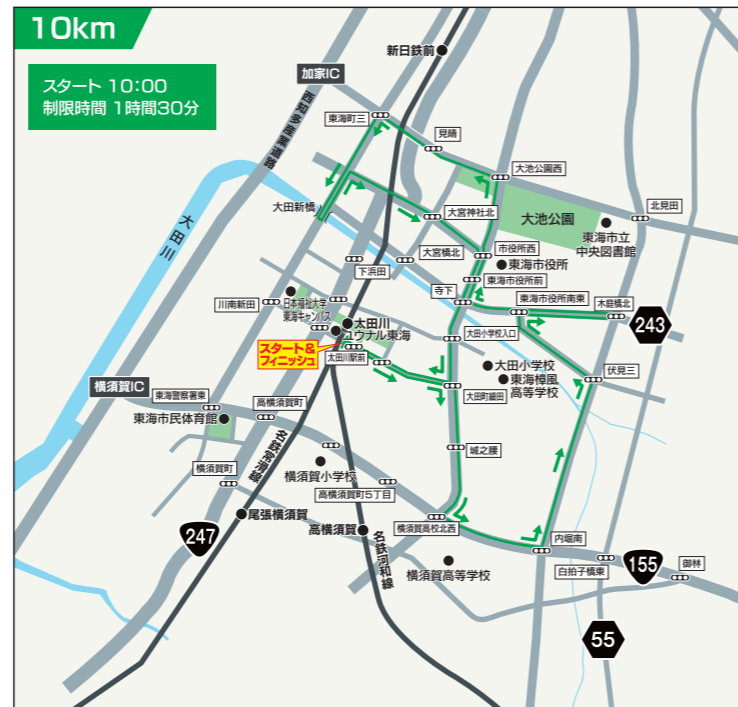 10km
スタート 10:00
制限時間 1時間30分
新日鉄前
加家IC
西知多産業道路
東海町三
見晴
大池公園西
大田川
大田新橋
大宮神社北
大池公園
北見田
東海市立
中央図書館
市役所西
東海市役所
大宮橋北
下浜田
東海市役所前
寺下
東海市役所南東
木庭橋北
243
川南新田
日本福祉大学
東海キャンパス
太田川
ユウナル東海
大田小学校入口
スタート&
フィニッシュ
太田川駅前
大田小学校
東海樟風
高等学校
伏見三
横須賀IC
東海警察署東
東海市民体育館
高横須賀町
大田町細田
名鉄常滑線
城之腰
横須賀町
横須賀小学校
高横須賀町5丁目
尾張横須賀
高横須賀
横須賀高校北西
内堀南
247
名鉄河和線
横須賀高等学校
白拍子橋東
155
御林
55